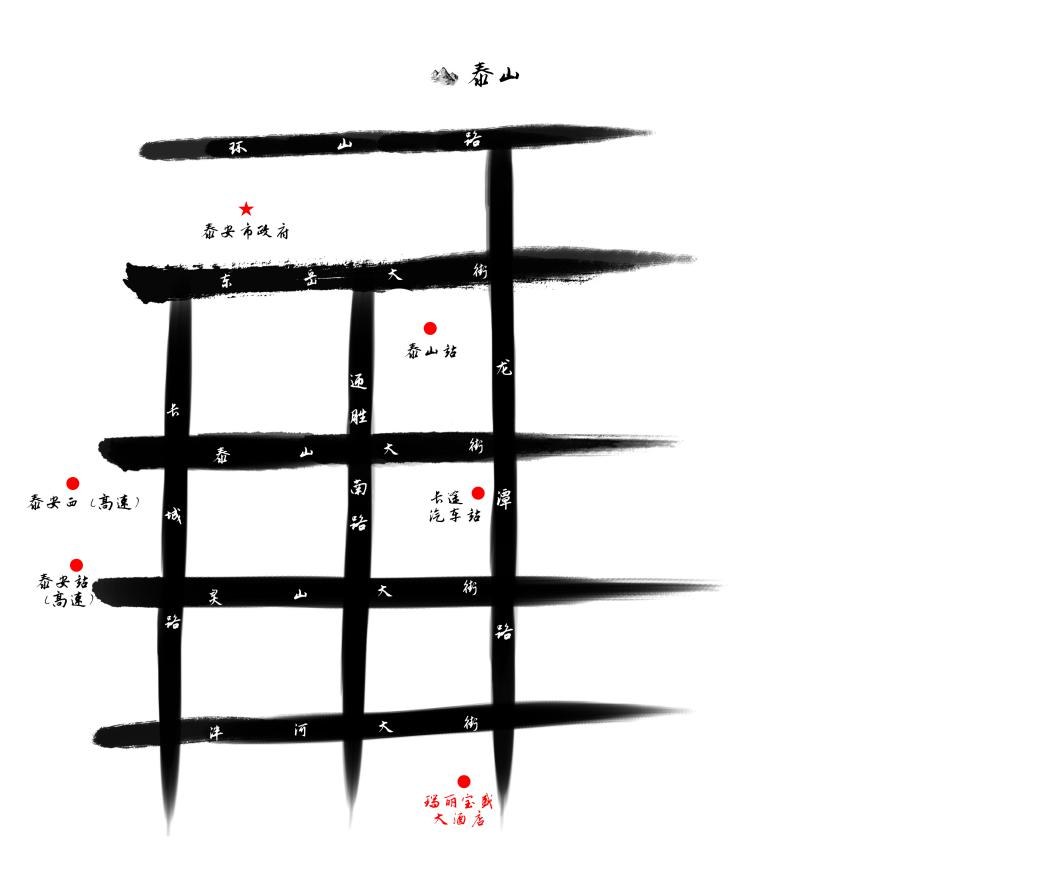 泰山
环山路
泰安市政府
东岳大街
泰山站
龙潭路
通胜南路
长城路
泰山大街
泰安西（高速）
长途
汽车站
泰安站
（高速）
灵山大街
泮河大街
瑞丽宝盛
大酒店